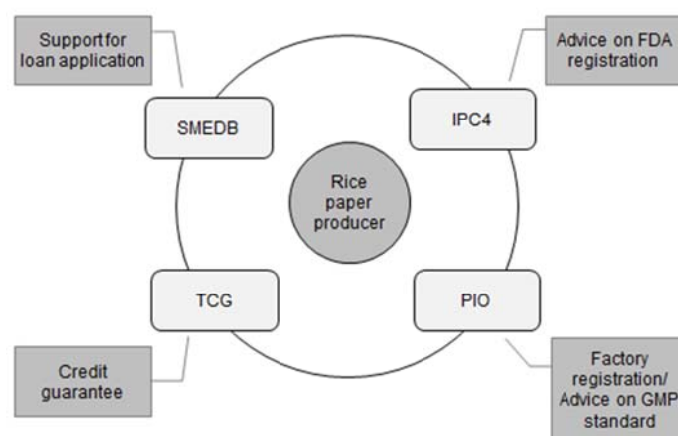 Support for
loan application
Advice on FDA
registration
SMEDB
IPC4
Rice
paper
producer
TCG
PIO
Credit
guarantee
Factory
registration/
Advice on GMP
standard